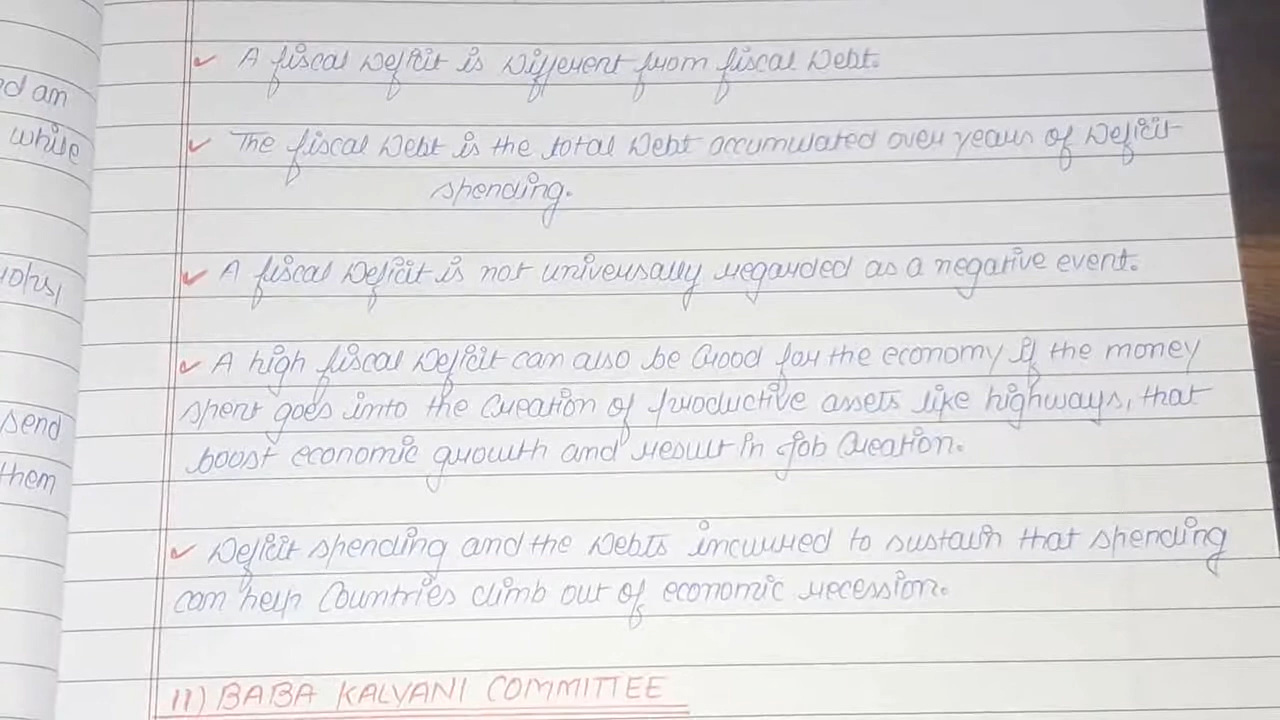 A fiscal Deficit is Different from fiscal Debt.
d an
while
The fiscal Debt is the total Debt accumulated over years of Deficit
spending.
A fiscal Deficit is not universally regarded as a negative event.
A high fiscal Deficit can also be Good for the economy if the money
spent goes into the Creation of productive assets like highways, that
send
boost economic growth and result in Job Creation.
them
Deficit spending and the Debts incurred to sustain that spending
can help Countries climb out of economic recession.
11) BABA KALYANI COMMITTEE